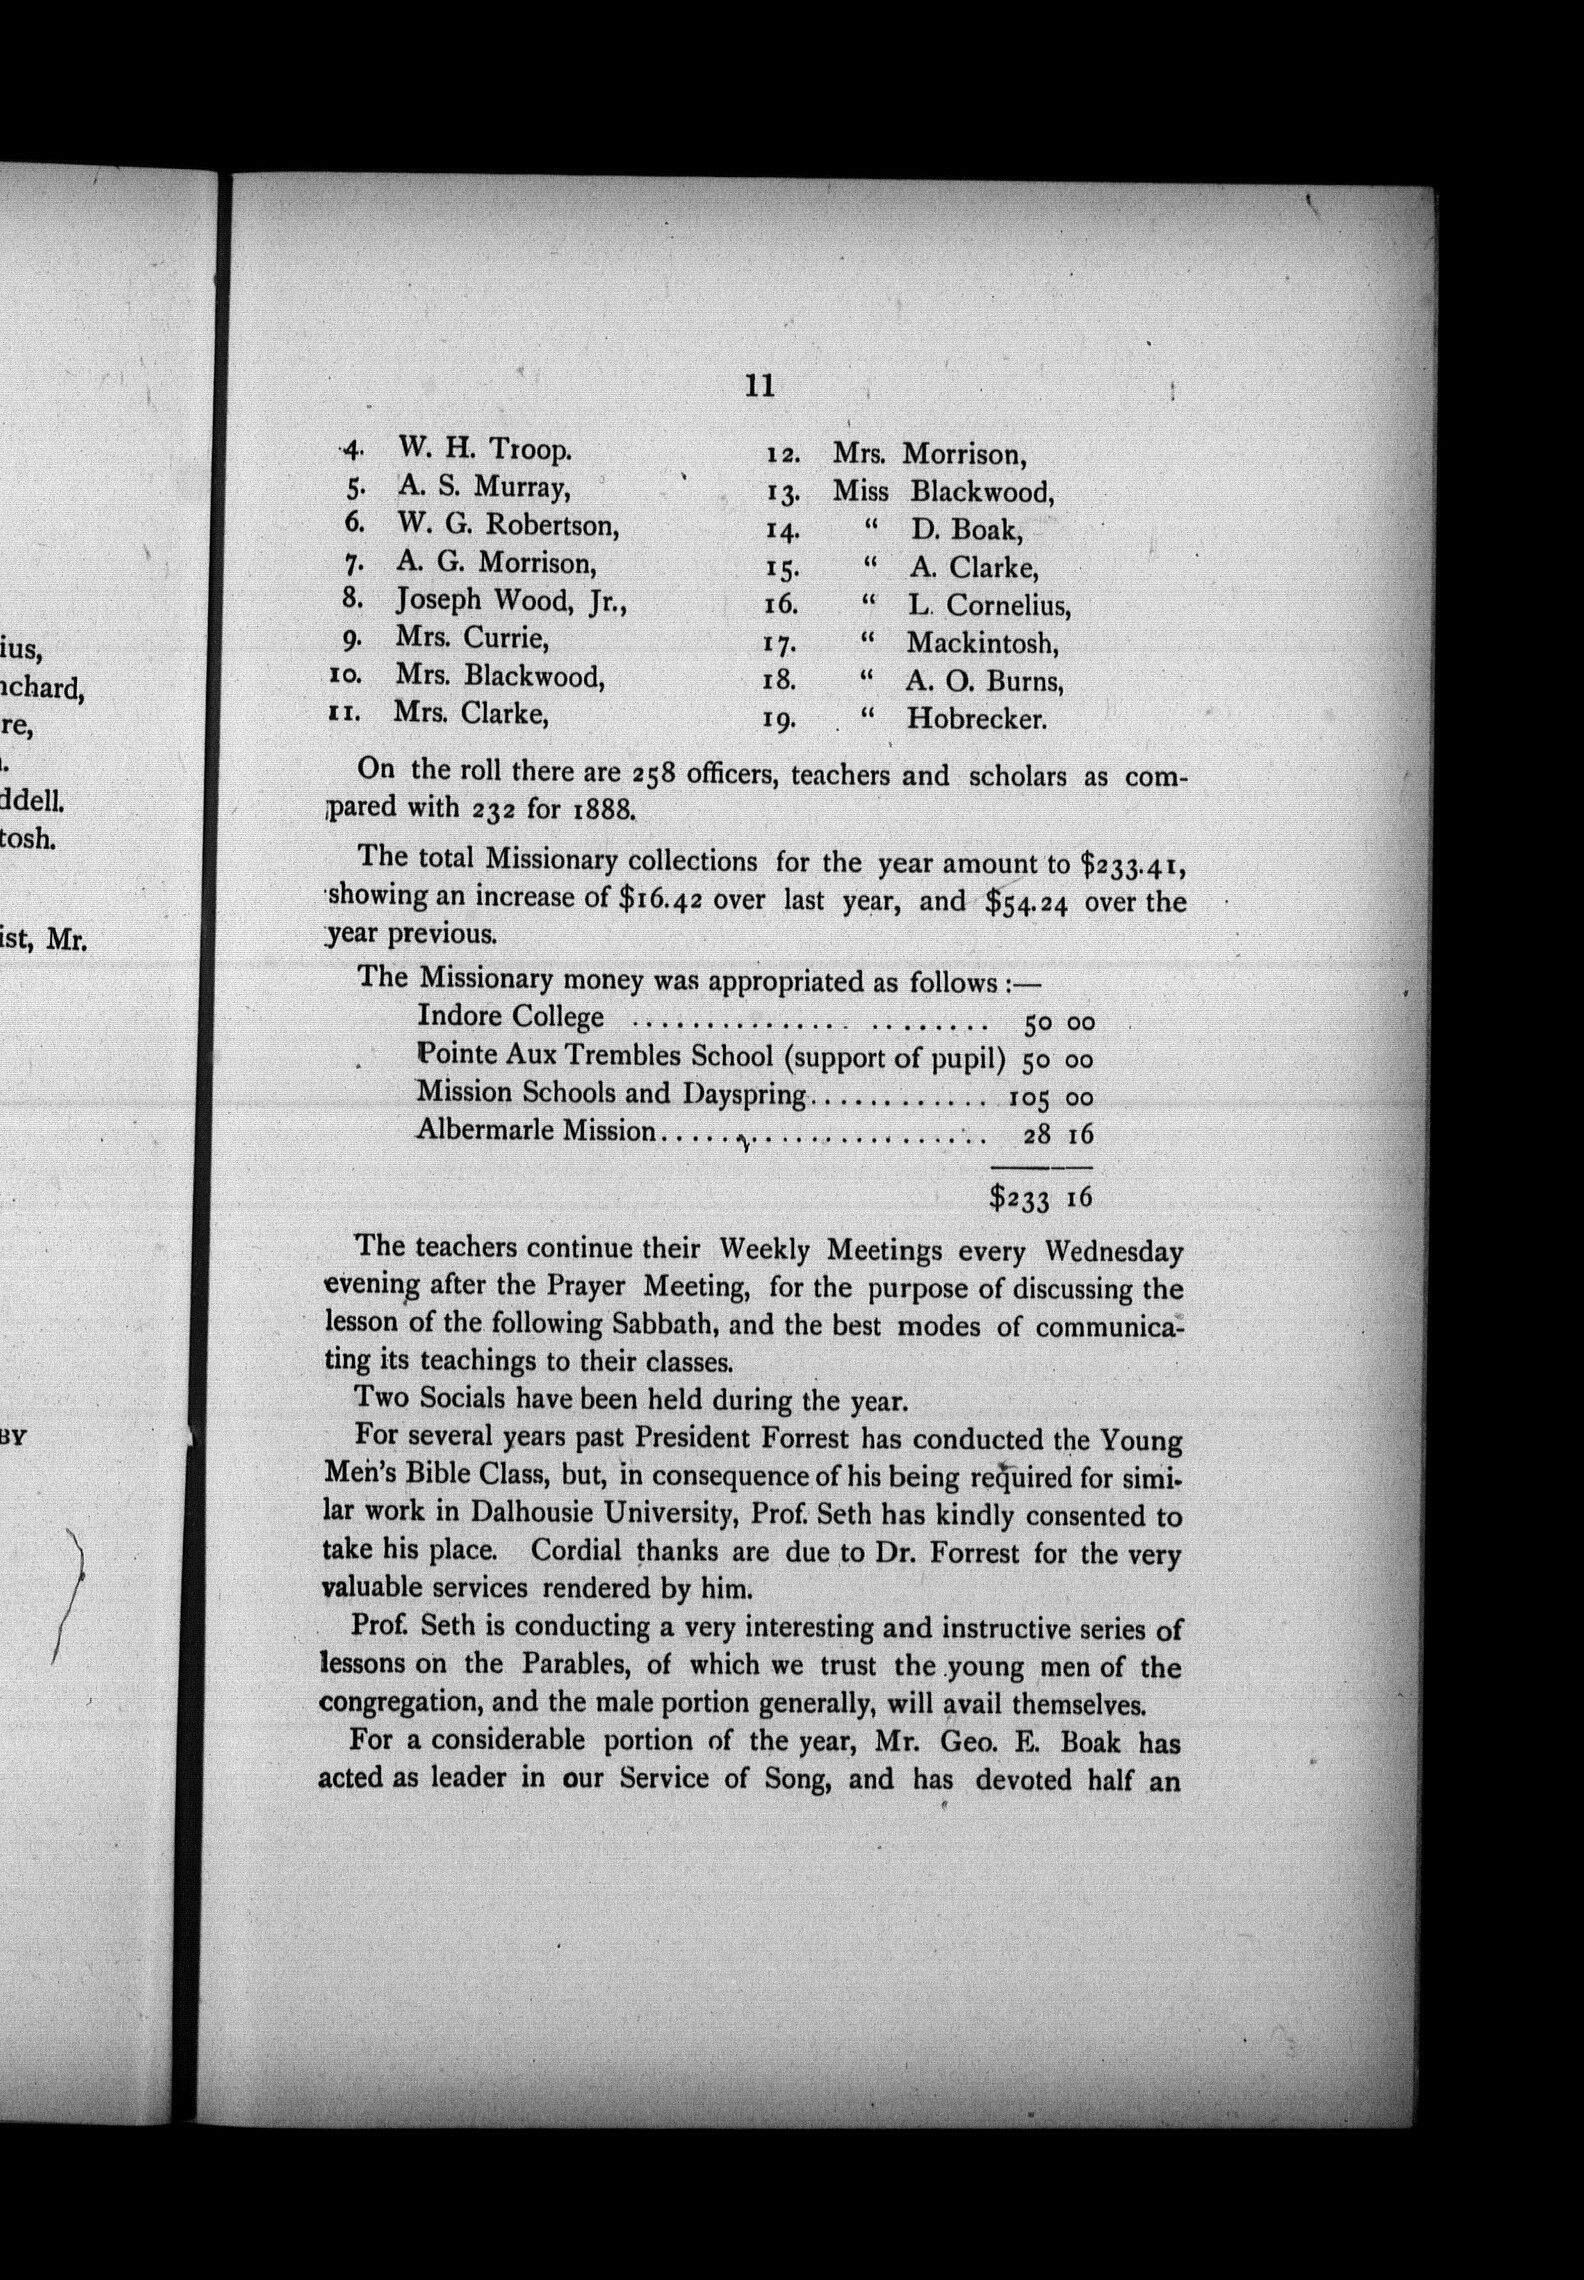 ius,
nchard,
re,
ddell.
tosh.
ist, Mr.
BY
11
4. W. H. Troop.
5. A. S. Murray,
6. W. G. Robertson,
7. A. G. Morrison,
8. Joseph Wood, Jr.,
9. Mrs. Currie,
10. Mrs. Blackwood,
11. Mrs. Clarke,
12. Mrs. Morrison,
13. Miss Blackwood,
14. “ D. Boak,
15. “ A. Clarke,
16. “ L. Cornelius,
17. “ Mackintosh,
18. “ A. O. Burns,
19. “ Hobrecker.
On the roll there are 258 officers, teachers and scholars as com-
pared with 232 for 1888.
The total Missionary collections for the year amount to $233.41,
showing an increase of $16.42 over last year, and $54.24 over the
year previous.
The Missionary money was appropriated as follows :—
Indore College ........................ 50 00
Pointe Aux Trembles School (support of pupil) 50 00
Mission Schools and Dayspring............ 105 00
Albermarle Mission...................... 28 16
$233 16
The teachers continue their Weekly Meetings every Wednesday
evening after the Prayer Meeting, for the purpose of discussing the
lesson of the following Sabbath, and the best modes of communica-
ting its teachings to their classes.
Two Socials have been held during the year.
For several years past President Forrest has conducted the Young
Men's Bible Class, but, in consequence of his being required for simi-
lar work in Dalhousie University, Prof. Seth has kindly consented to
take his place. Cordial thanks are due to Dr. Forrest for the very
valuable services rendered by him.
Prof. Seth is conducting a very interesting and instructive series of
lessons on the Parables, of which we trust the young men of the
congregation, and the male portion generally, will avail themselves.
For a considerable portion of the year, Mr. Geo. E. Boak has
acted as leader in our Service of Song, and has devoted half an